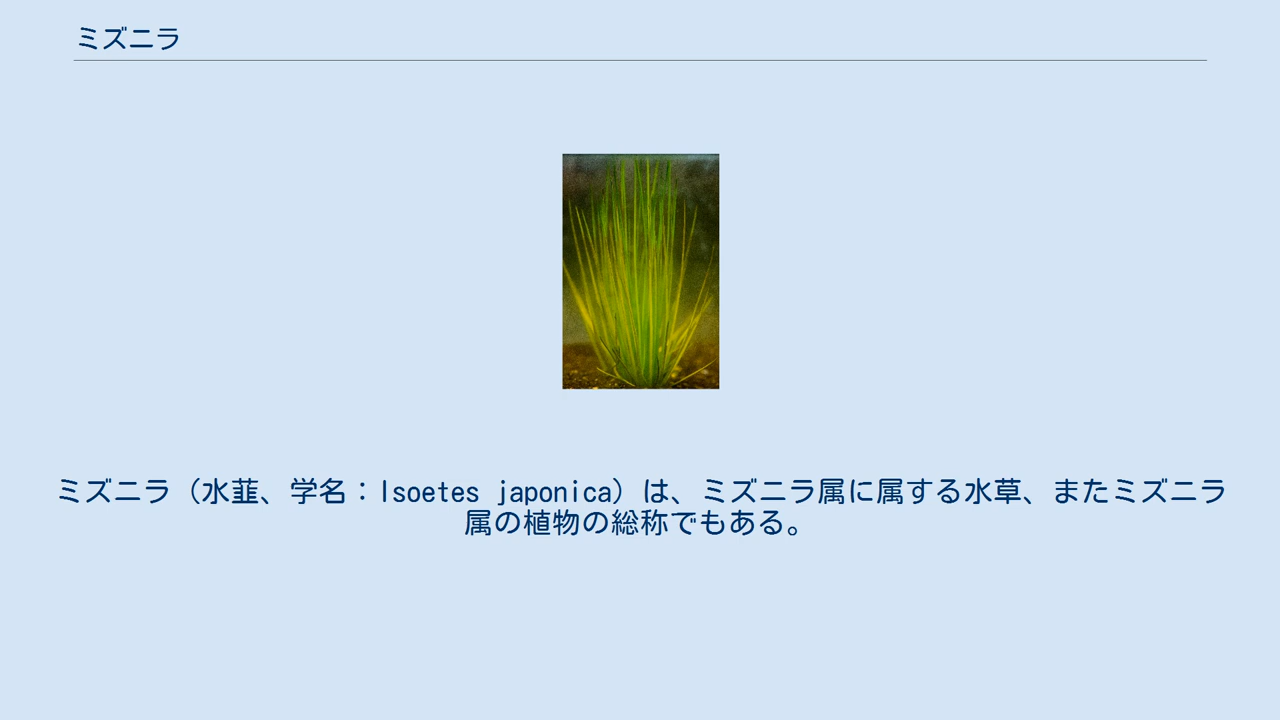 ミズニラ
ミズニラ（水韮、学名：Isoetes japonica）は、ミズニラ属に属する水草、またミズニラ
属の植物の総称でもある。